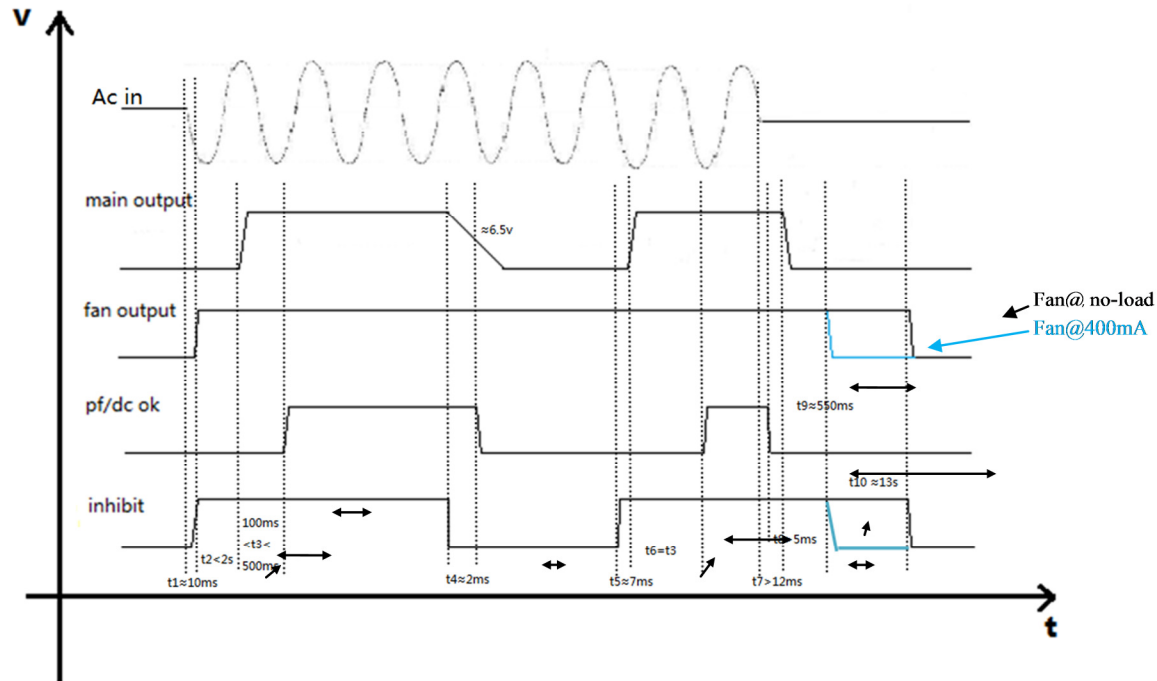 V
Ac in
main output
≈6.5v
fan output
Fan@ no-load
Fan@400mA
pf/dc ok
t9≈550ms
t10 ≈13s
inhibit
100ms
<t3<
500ms
t2<2s
t6=t3
t8>5ms
t1≈10ms
t4≈2ms
t5≈7ms
t7>12ms
t